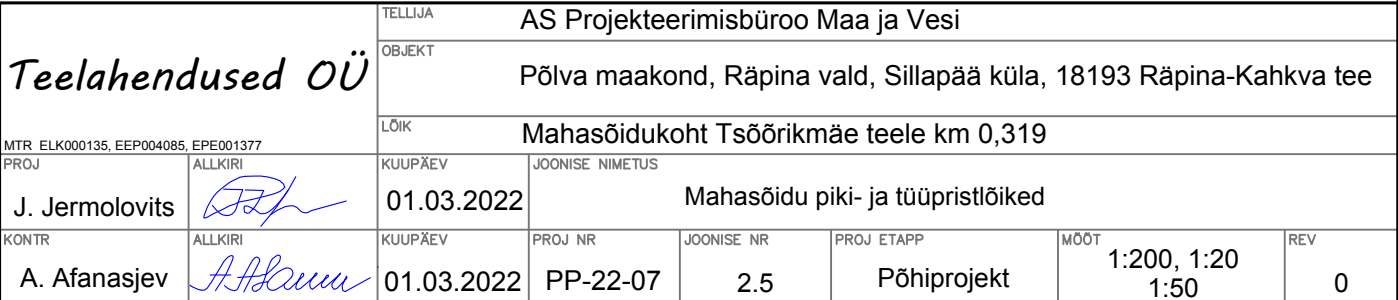 TELLIJA
AS Projekteerimisbüroo Maa ja Vesi
Teelahendused OÜ
OBJEKT
Põlva maakond, Räpina vald, Sillapää küla, 18193 Räpina-Kahkva tee
LÕIK
Mahasõidukoht Tsõõrikmäe teele km 0,319
MTR ELK000135, EEP004085, EPE001377
PROJ
ALLKIRI
KUUPÄEV
JOONISE NIMETUS
J. Jermolovits
01.03.2022
Mahasõidu piki- ja tüüpristlõiked
KONTR
ALLKIRI
KUUPÄEV
PROJ NR
JOONISE NR
PROJ ETAPP
MÕÕT
REV
A. Afanasjev
01.03.2022
PP-22-07
2.5
Põhiprojekt
1:200, 1:20
1:50
0